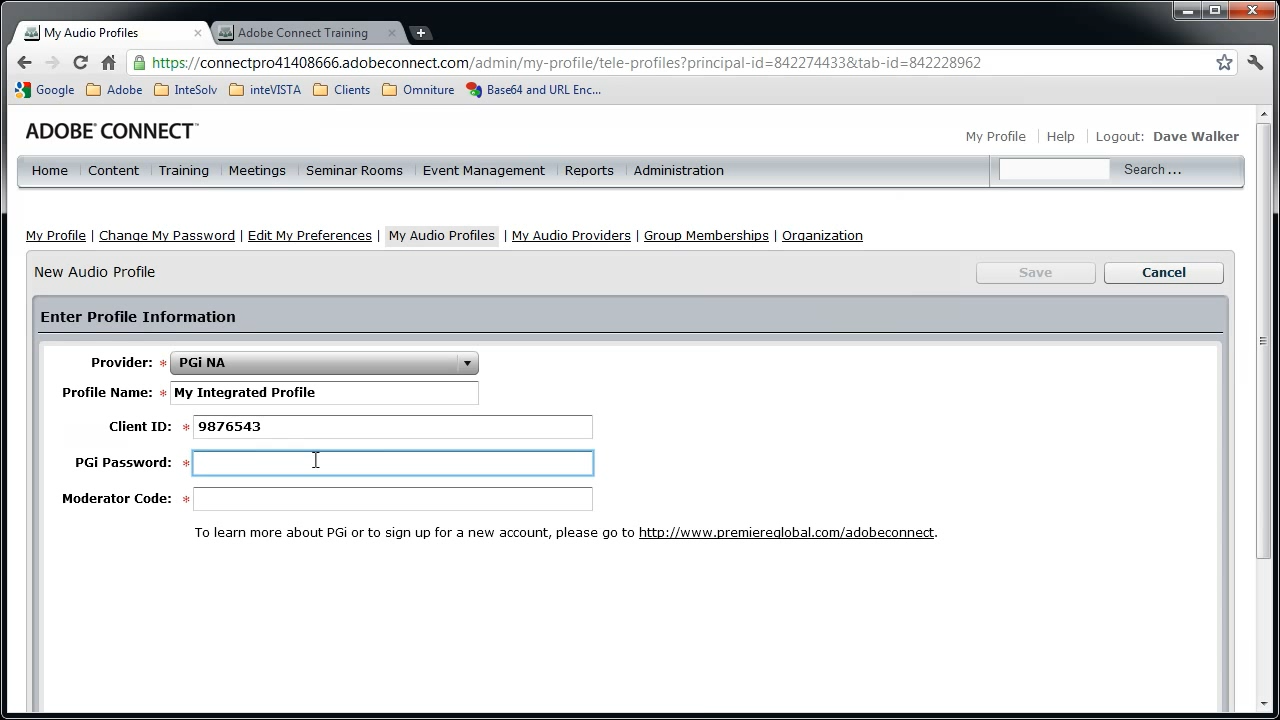 My Audio Profiles
Adobe Connect Training
https://connectpro41408666.adobeconnect.com/admin/my-profile/tele-profiles?principal-id=842274433&tab-id=842228962
Google Adobe InteSolv inteVISTA Clients Omniture Base64 and URL Enc...
ADOBE® CONNECT™
My Profile | Help | Logout: Dave Walker
Home | Content | Training | Meetings | Seminar Rooms | Event Management | Reports | Administration
Search ...
My Profile | Change My Password | Edit My Preferences | My Audio Profiles | My Audio Providers | Group Memberships | Organization
New Audio Profile
Save
Cancel
Enter Profile Information
Provider: * PGi NA
Profile Name: * My Integrated Profile
Client ID: * 9876543
PGi Password: *
Moderator Code: *
To learn more about PGi or to sign up for a new account, please go to http://www.premiereglobal.com/adobeconnect.